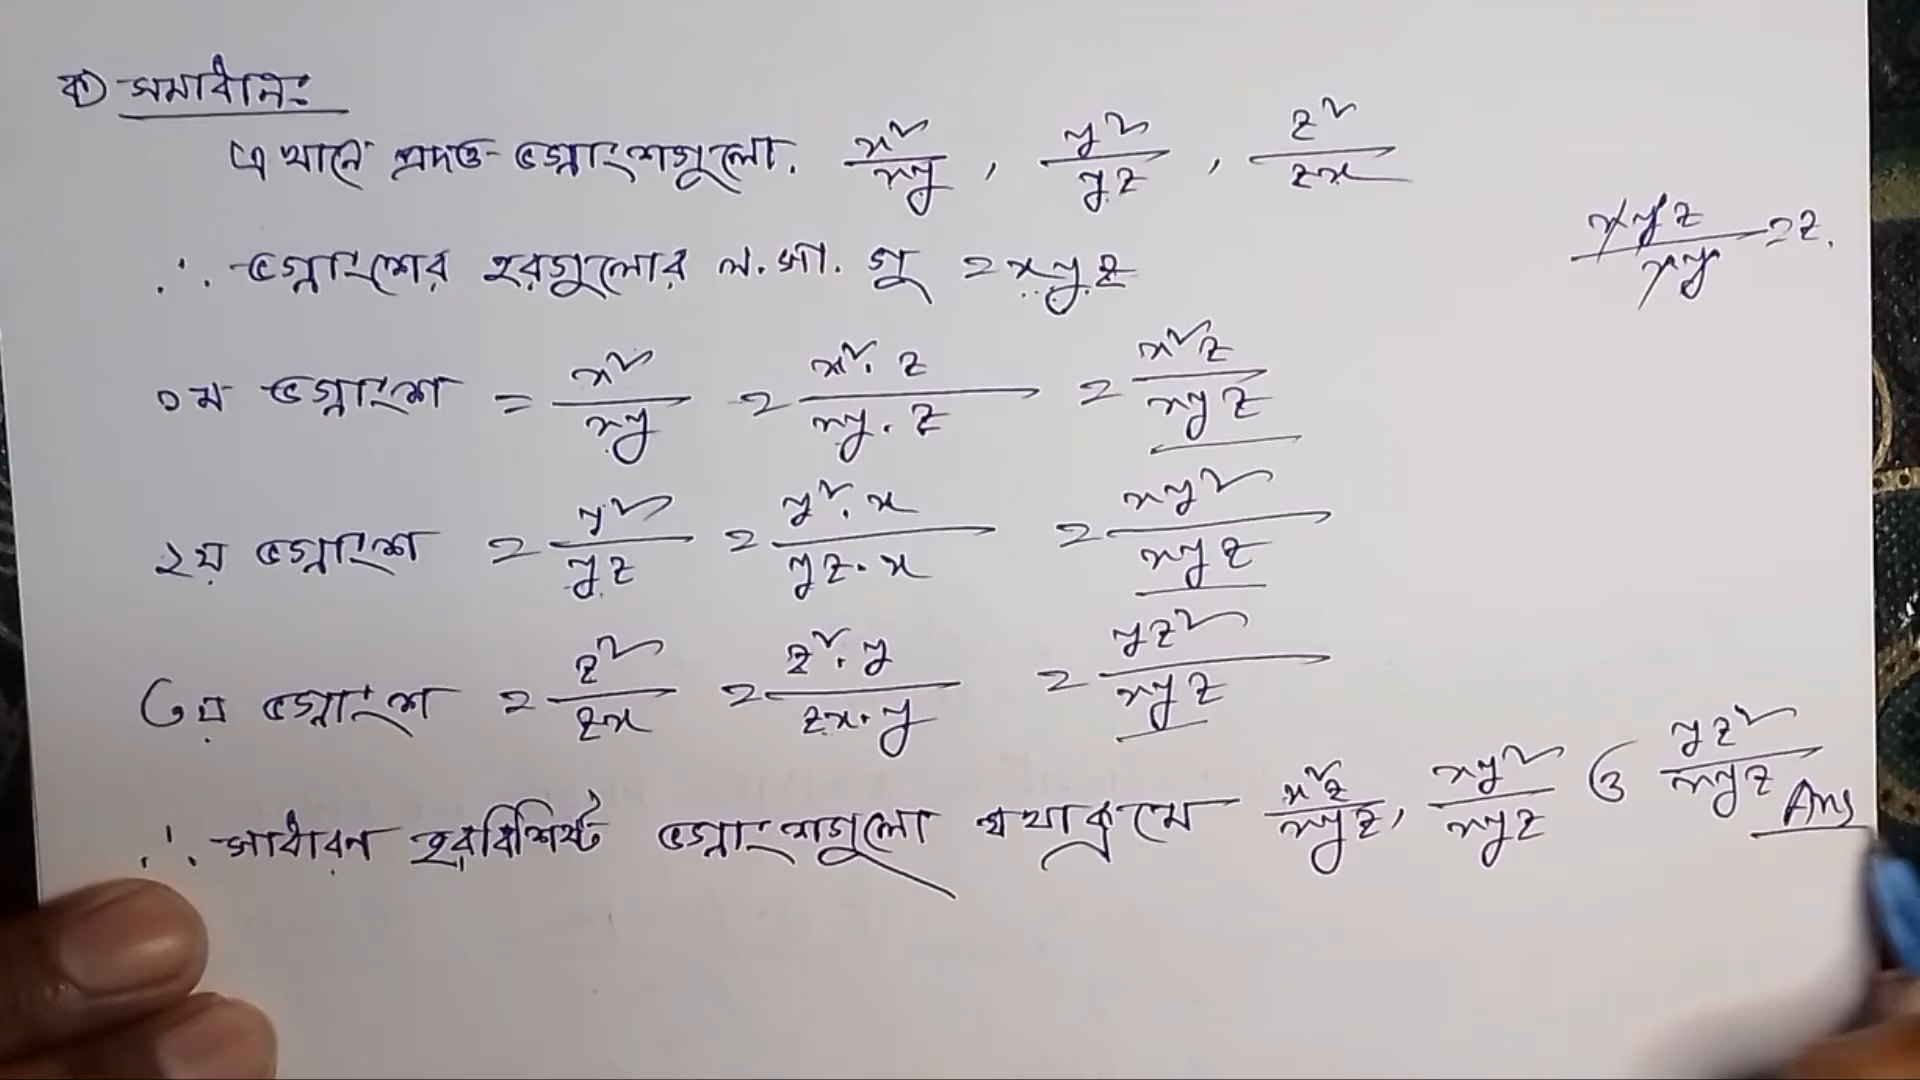 ক) সমাধান:
এখানে প্রদত্ত ভগ্নাংশগুলো. x²/xy , y²/yz , z²/zx
xyz/xy = z.
∴ ভগ্নাংশের হরগুলোর ল.সা.গু = xyz
১ম ভগ্নাংশ = x²/xy = x².z/xy.z = x²z/xyz
২য় ভগ্নাংশ = y²/yz = y².x/yz.x = xy²/xyz
৩য় ভগ্নাংশ = z²/zx = z².y/zx.y = yz²/xyz
∴ সাধারন হরবিশিষ্ট ভগ্নাংশগুলো যথাক্রমে x²z/xyz, xy²/xyz ও yz²/xyz Ans